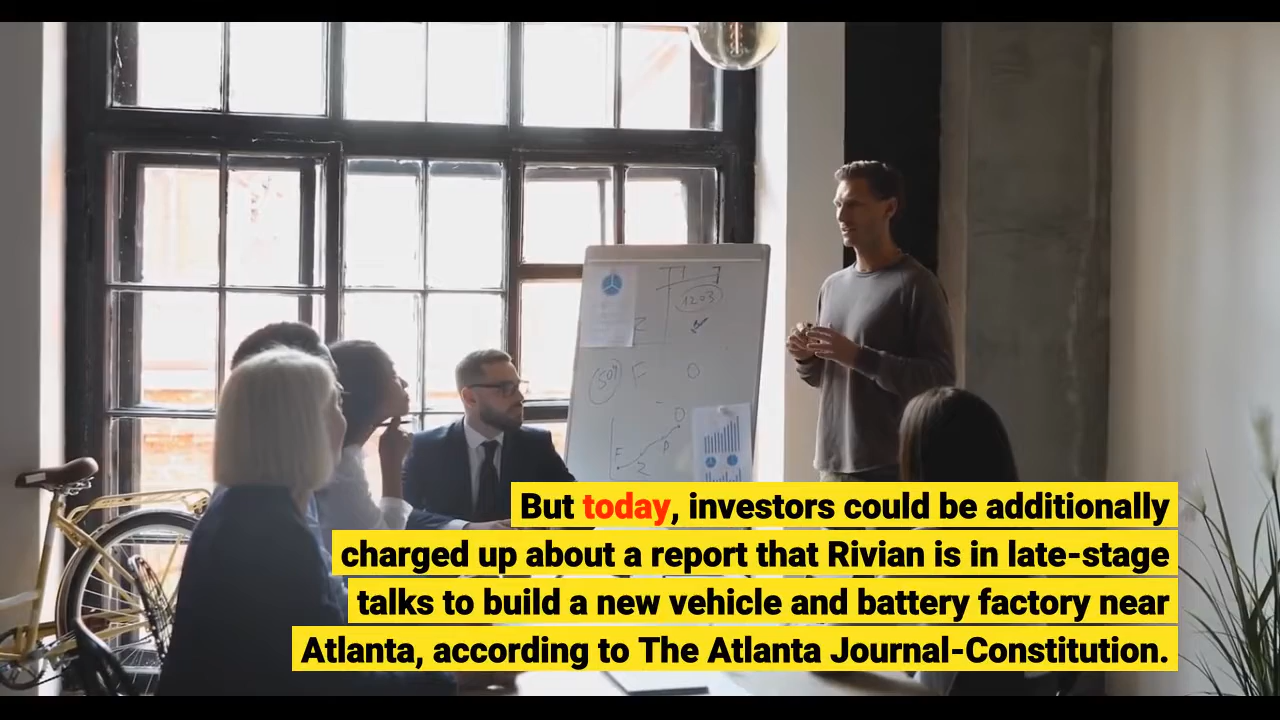 1203
Z
F
O
D
F
P
Z
But today, investors could be additionally
charged up about a report that Rivian is in late-stage
talks to build a new vehicle and battery factory near
Atlanta, according to The Atlanta Journal-Constitution.